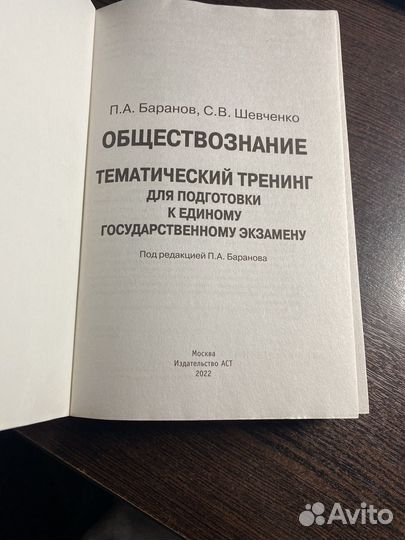 П.А. Баранов, С.В. Шевченко
ОБЩЕСТВОЗНАНИЕ
ТЕМАТИЧЕСКИЙ ТРЕНИНГ
ДЛЯ ПОДГОТОВКИ
К ЕДИНОМУ
ГОСУДАРСТВЕННОМУ ЭКЗАМЕНУ
Под редакцией П.А. Баранова
Москва
Издательство АСТ
2022
Avito